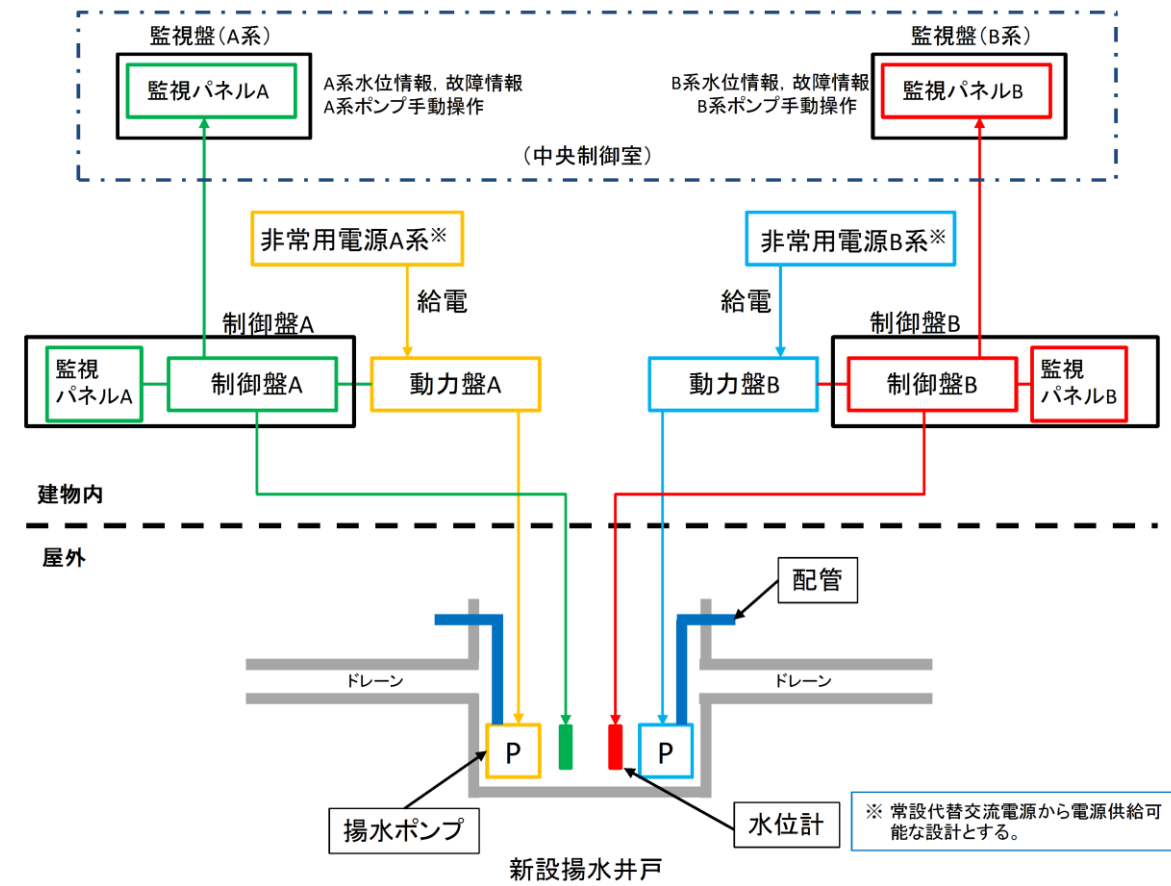 監視盤(A系)
監視パネルA
A系水位情報，故障情報
A系ポンプ手動操作
監視盤(B系)
監視パネルB
B系水位情報，故障情報
B系ポンプ手動操作
(中央制御室)
非常用電源A系※
非常用電源B系※
給電
給電
制御盤A
監視
パネルA
制御盤A
動力盤A
制御盤B
動力盤B
制御盤B
監視
パネルB
建物内
屋外
配管
ドレーン
ドレーン
P
P
揚水ポンプ
水位計
※ 常設代替交流電源から電源供給可
能な設計とする。
新設揚水井戸